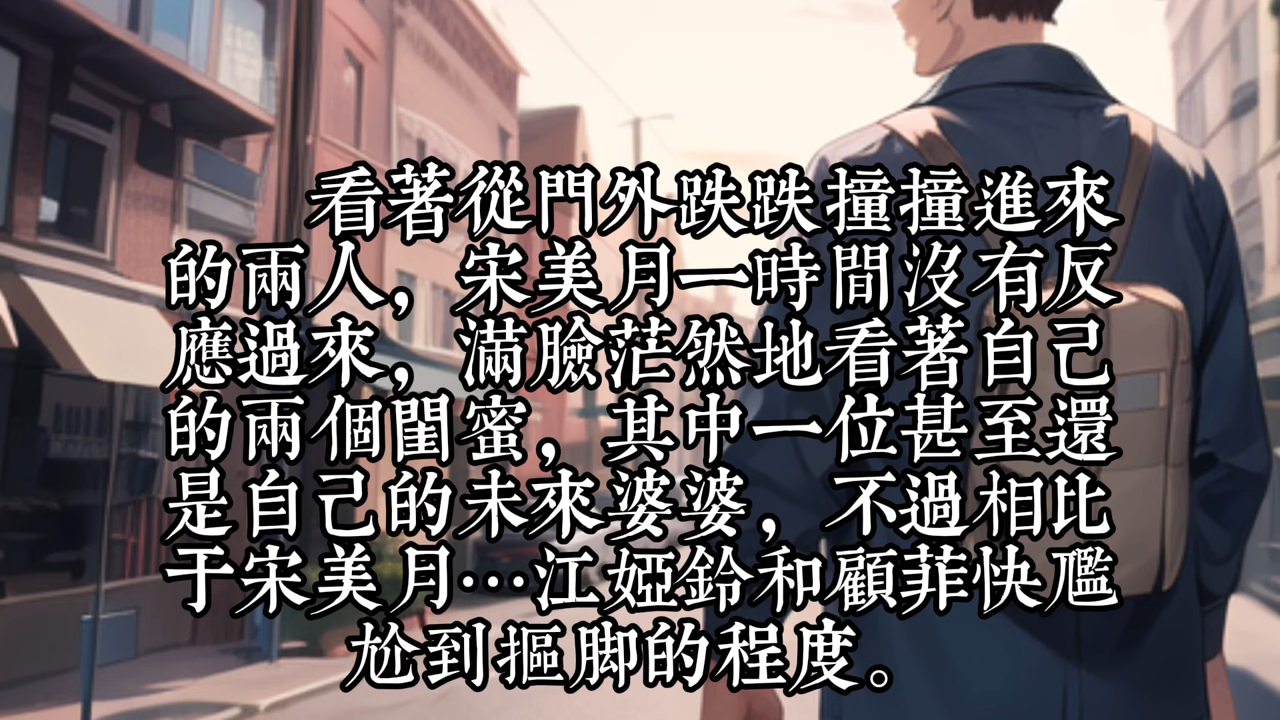 看著從門外跌跌撞撞進來
的兩人，宋美月一時間沒有反
應過來，滿臉茫然地看著自己
的兩個閨蜜，其中一位甚至還
是自己的未來婆婆，不過相比
于宋美月…江婭鈴和顧菲快尷
尬到摳脚的程度。